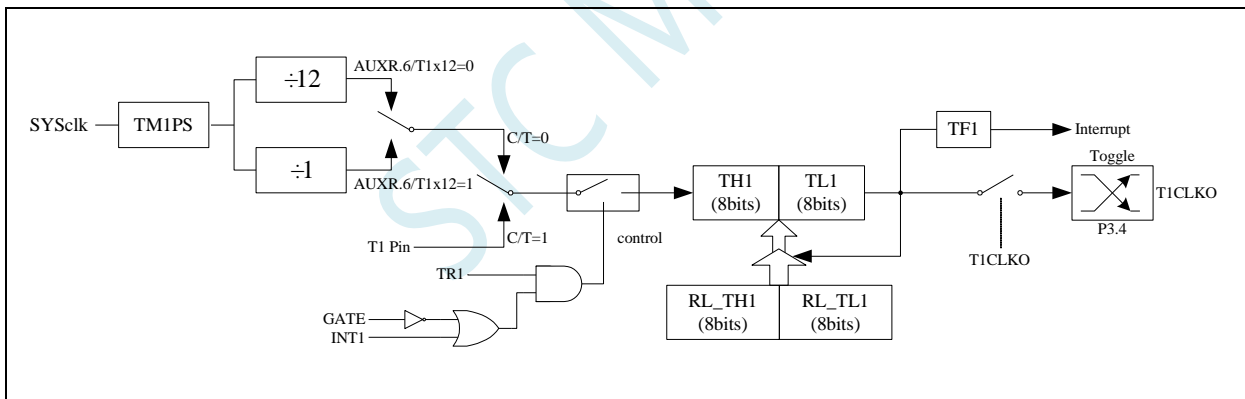 SYSclk
TM1PS
÷12
÷1
AUXR.6/T1x12=0
AUXR.6/T1x12=1
C/T=0
C/T=1
T1 Pin
TR1
GATE
INT1
control
TH1
(8bits)
TL1
(8bits)
RL_TH1
(8bits)
RL_TL1
(8bits)
TF1
Interrupt
Toggle
T1CLKO
P3.4
T1CLKO
STC M